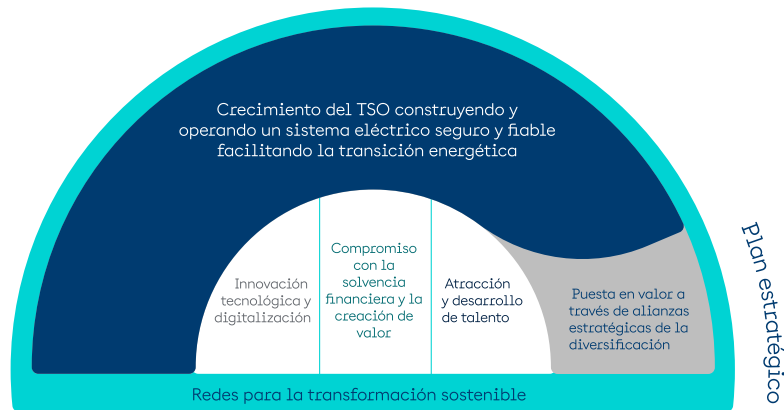 Crecimiento del TSO construyendo y
operando un sistema eléctrico seguro y fiable
facilitando la transición energética
Innovación
tecnológica y
digitalización
Compromiso
con la
solvencia
financiera y la
creación de
valor
Atracción
y desarrollo
de talento
Puesta en valor a
través de alianzas
estratégicas de la
diversificación
Plan estratégico
Redes para la transformación sostenible